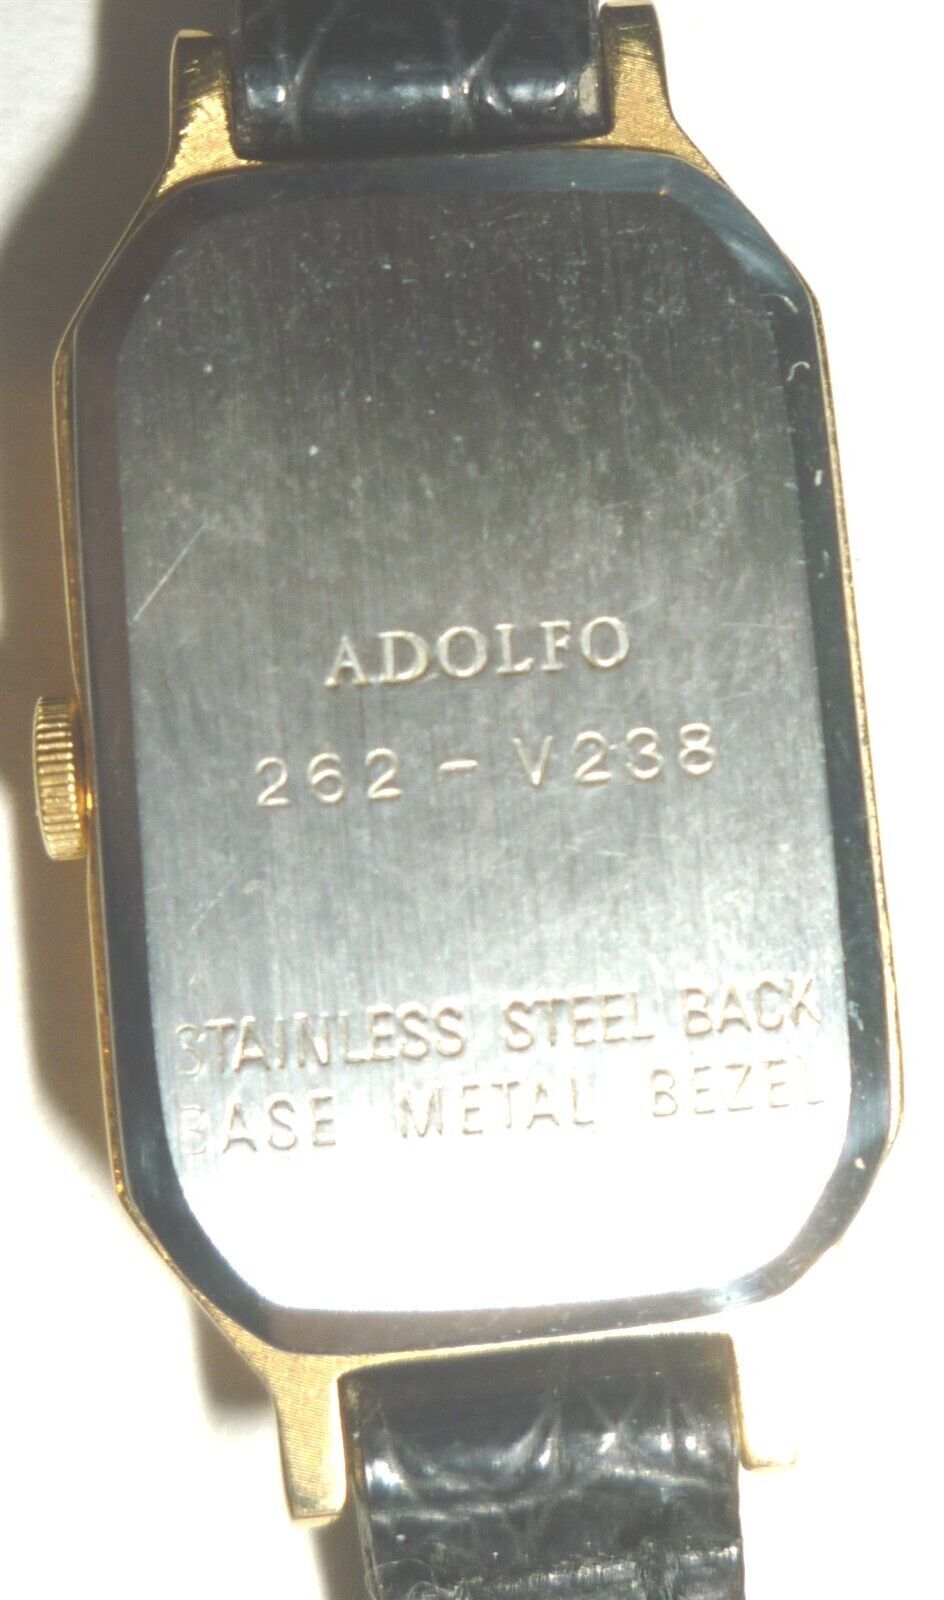 ADOLFO
262 - V238
STAINLESS STEEL BACK
BASE METAL BEZEL